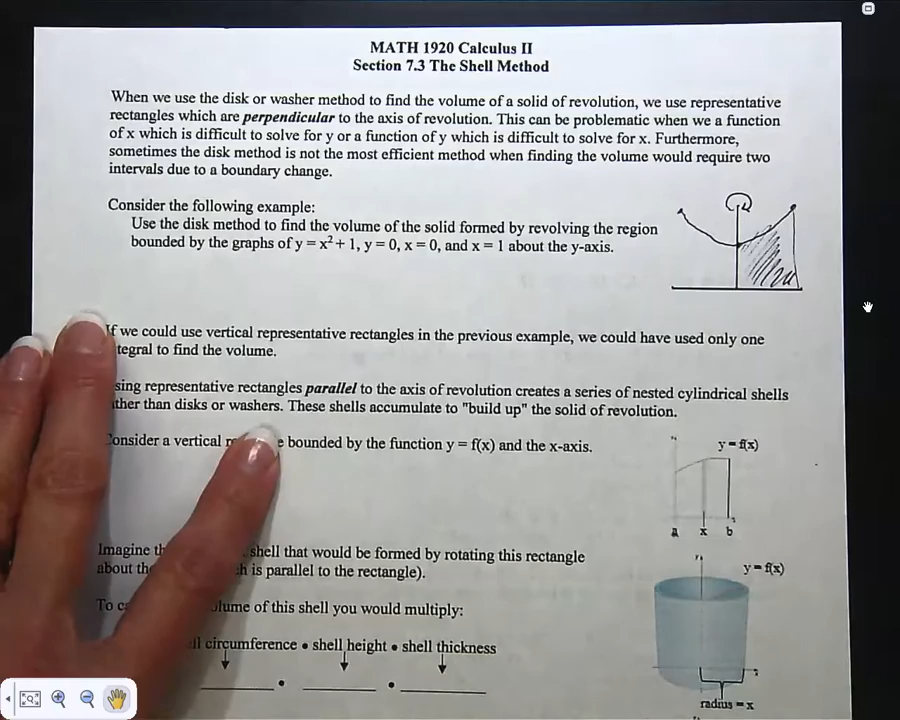 MATH 1920 Calculus II
Section 7.3 The Shell Method
When we use the disk or washer method to find the volume of a solid of revolution, we use representative
rectangles which are perpendicular to the axis of revolution. This can be problematic when we a function
of x which is difficult to solve for y or a function of y which is difficult to solve for x. Furthermore,
sometimes the disk method is not the most efficient method when finding the volume would require two
intervals due to a boundary change.
Consider the following example:
Use the disk method to find the volume of the solid formed by revolving the region
bounded by the graphs of y = x² + 1, y = 0, x = 0, and x = 1 about the y-axis.
If we could use vertical representative rectangles in the previous example, we could have used only one
tegral to find the volume.
sing representative rectangles parallel to the axis of revolution creates a series of nested cylindrical shells
ther than disks or washers. These shells accumulate to "build up" the solid of revolution.
onsider a vertical bounded by the function y = f(x) and the x-axis.
y = f(x)
a x b
Imagine shell that would be formed by rotating this rectangle
about is parallel to the rectangle).
y = f(x)
To olume of this shell you would multiply:
ll circumference • shell height • shell thickness
______ • ______ • ______
radius = x